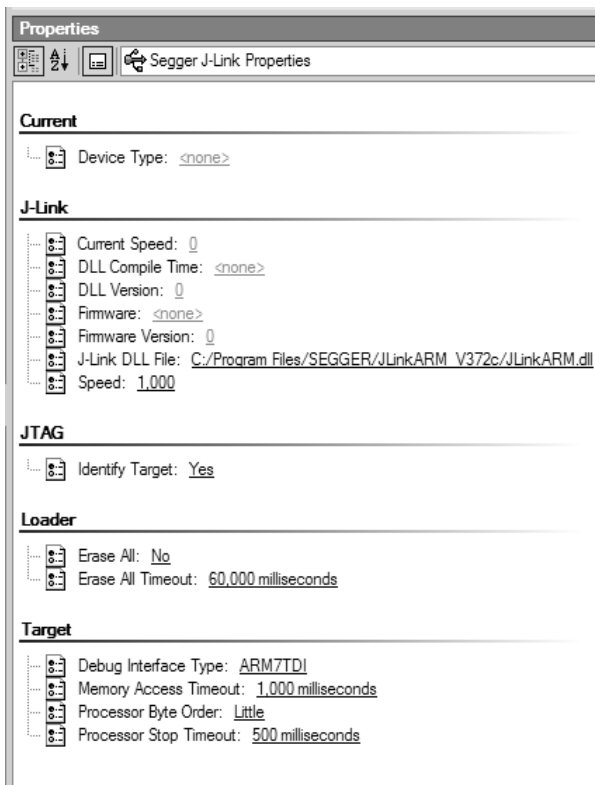 Properties
A
Z
Segger J-Link Properties
Current
Device Type: <none>
J-Link
Current Speed: 0
DLL Compile Time: <none>
DLL Version: 0
Firmware: <none>
Firmware Version: 0
J-Link DLL File: C:/Program Files/SEGGER/JLinkARM_V372c/JLinkARM.dll
Speed: 1,000
JTAG
Identify Target: Yes
Loader
Erase All: No
Erase All Timeout: 60,000 milliseconds
Target
Debug Interface Type: ARM7TDI
Memory Access Timeout: 1,000 milliseconds
Processor Byte Order: Little
Processor Stop Timeout: 500 milliseconds